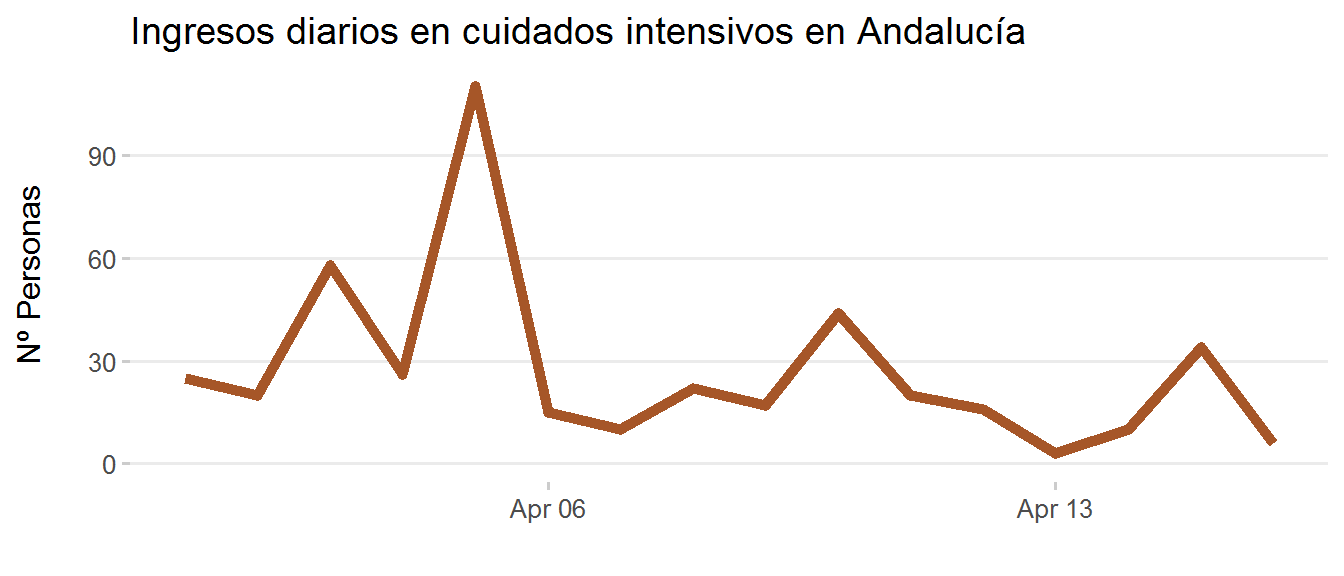 Ingresos diarios en cuidados intensivos en Andalucía
Nº Personas
90
60
30
0
Apr 06
Apr 13